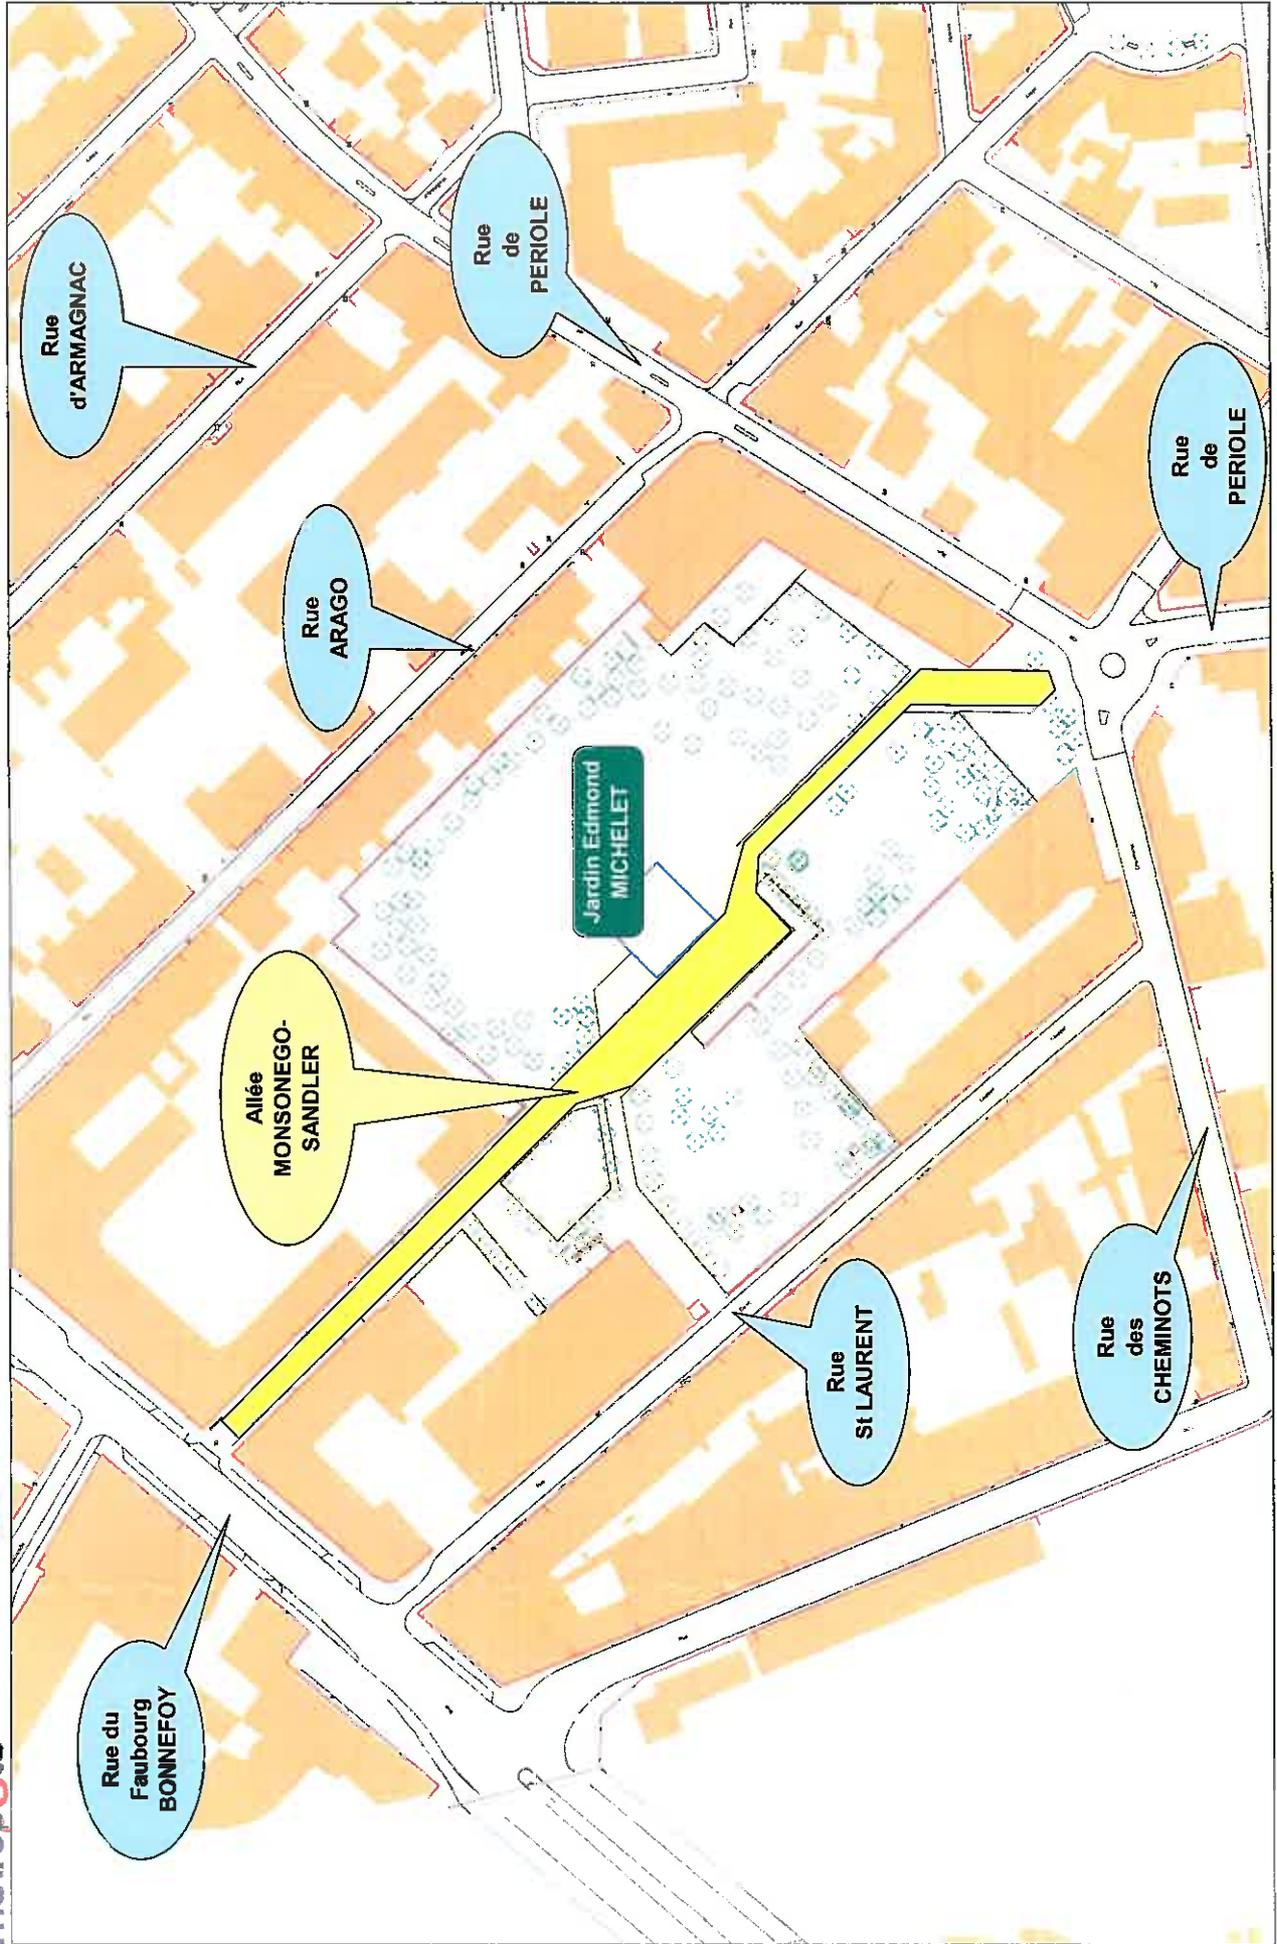 Rue du
Faubourg
BONNEFOY
Allée
MONSONEGO-
SANDLER
Rue
ARAGO
Rue
d'ARMAGNAC
Rue
de
PERIOLE
Jardin Edmond
MICHELET
Rue
St LAURENT
Rue
des
CHEMINOTS
Rue
de
PERIOLE